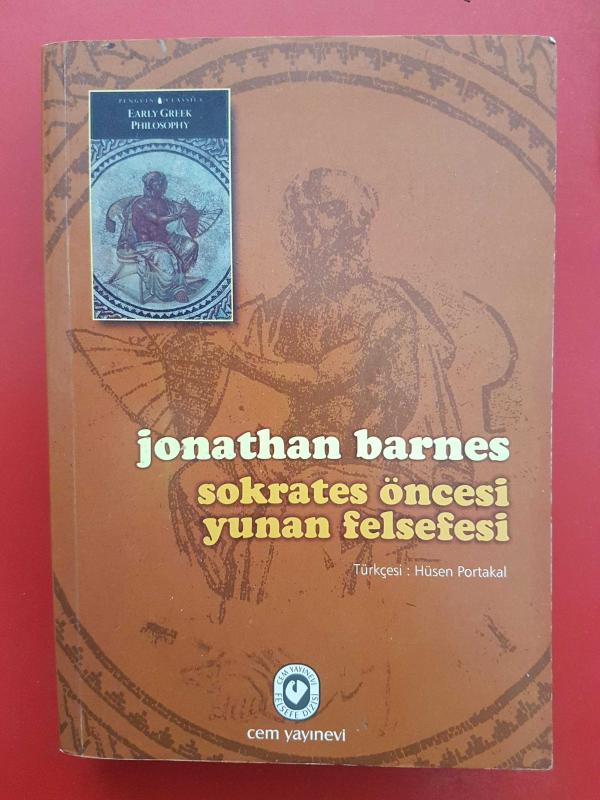 PENGUIN CLASSICS
EARLY GREEK
PHILOSOPHY
jonathan barnes
sokrates öncesi
yunan felsefesi
Türkçesi : Hüsen Portakal
CEM YAYINEVİ
FELSEFE DİZİSİ
cem yayınevi